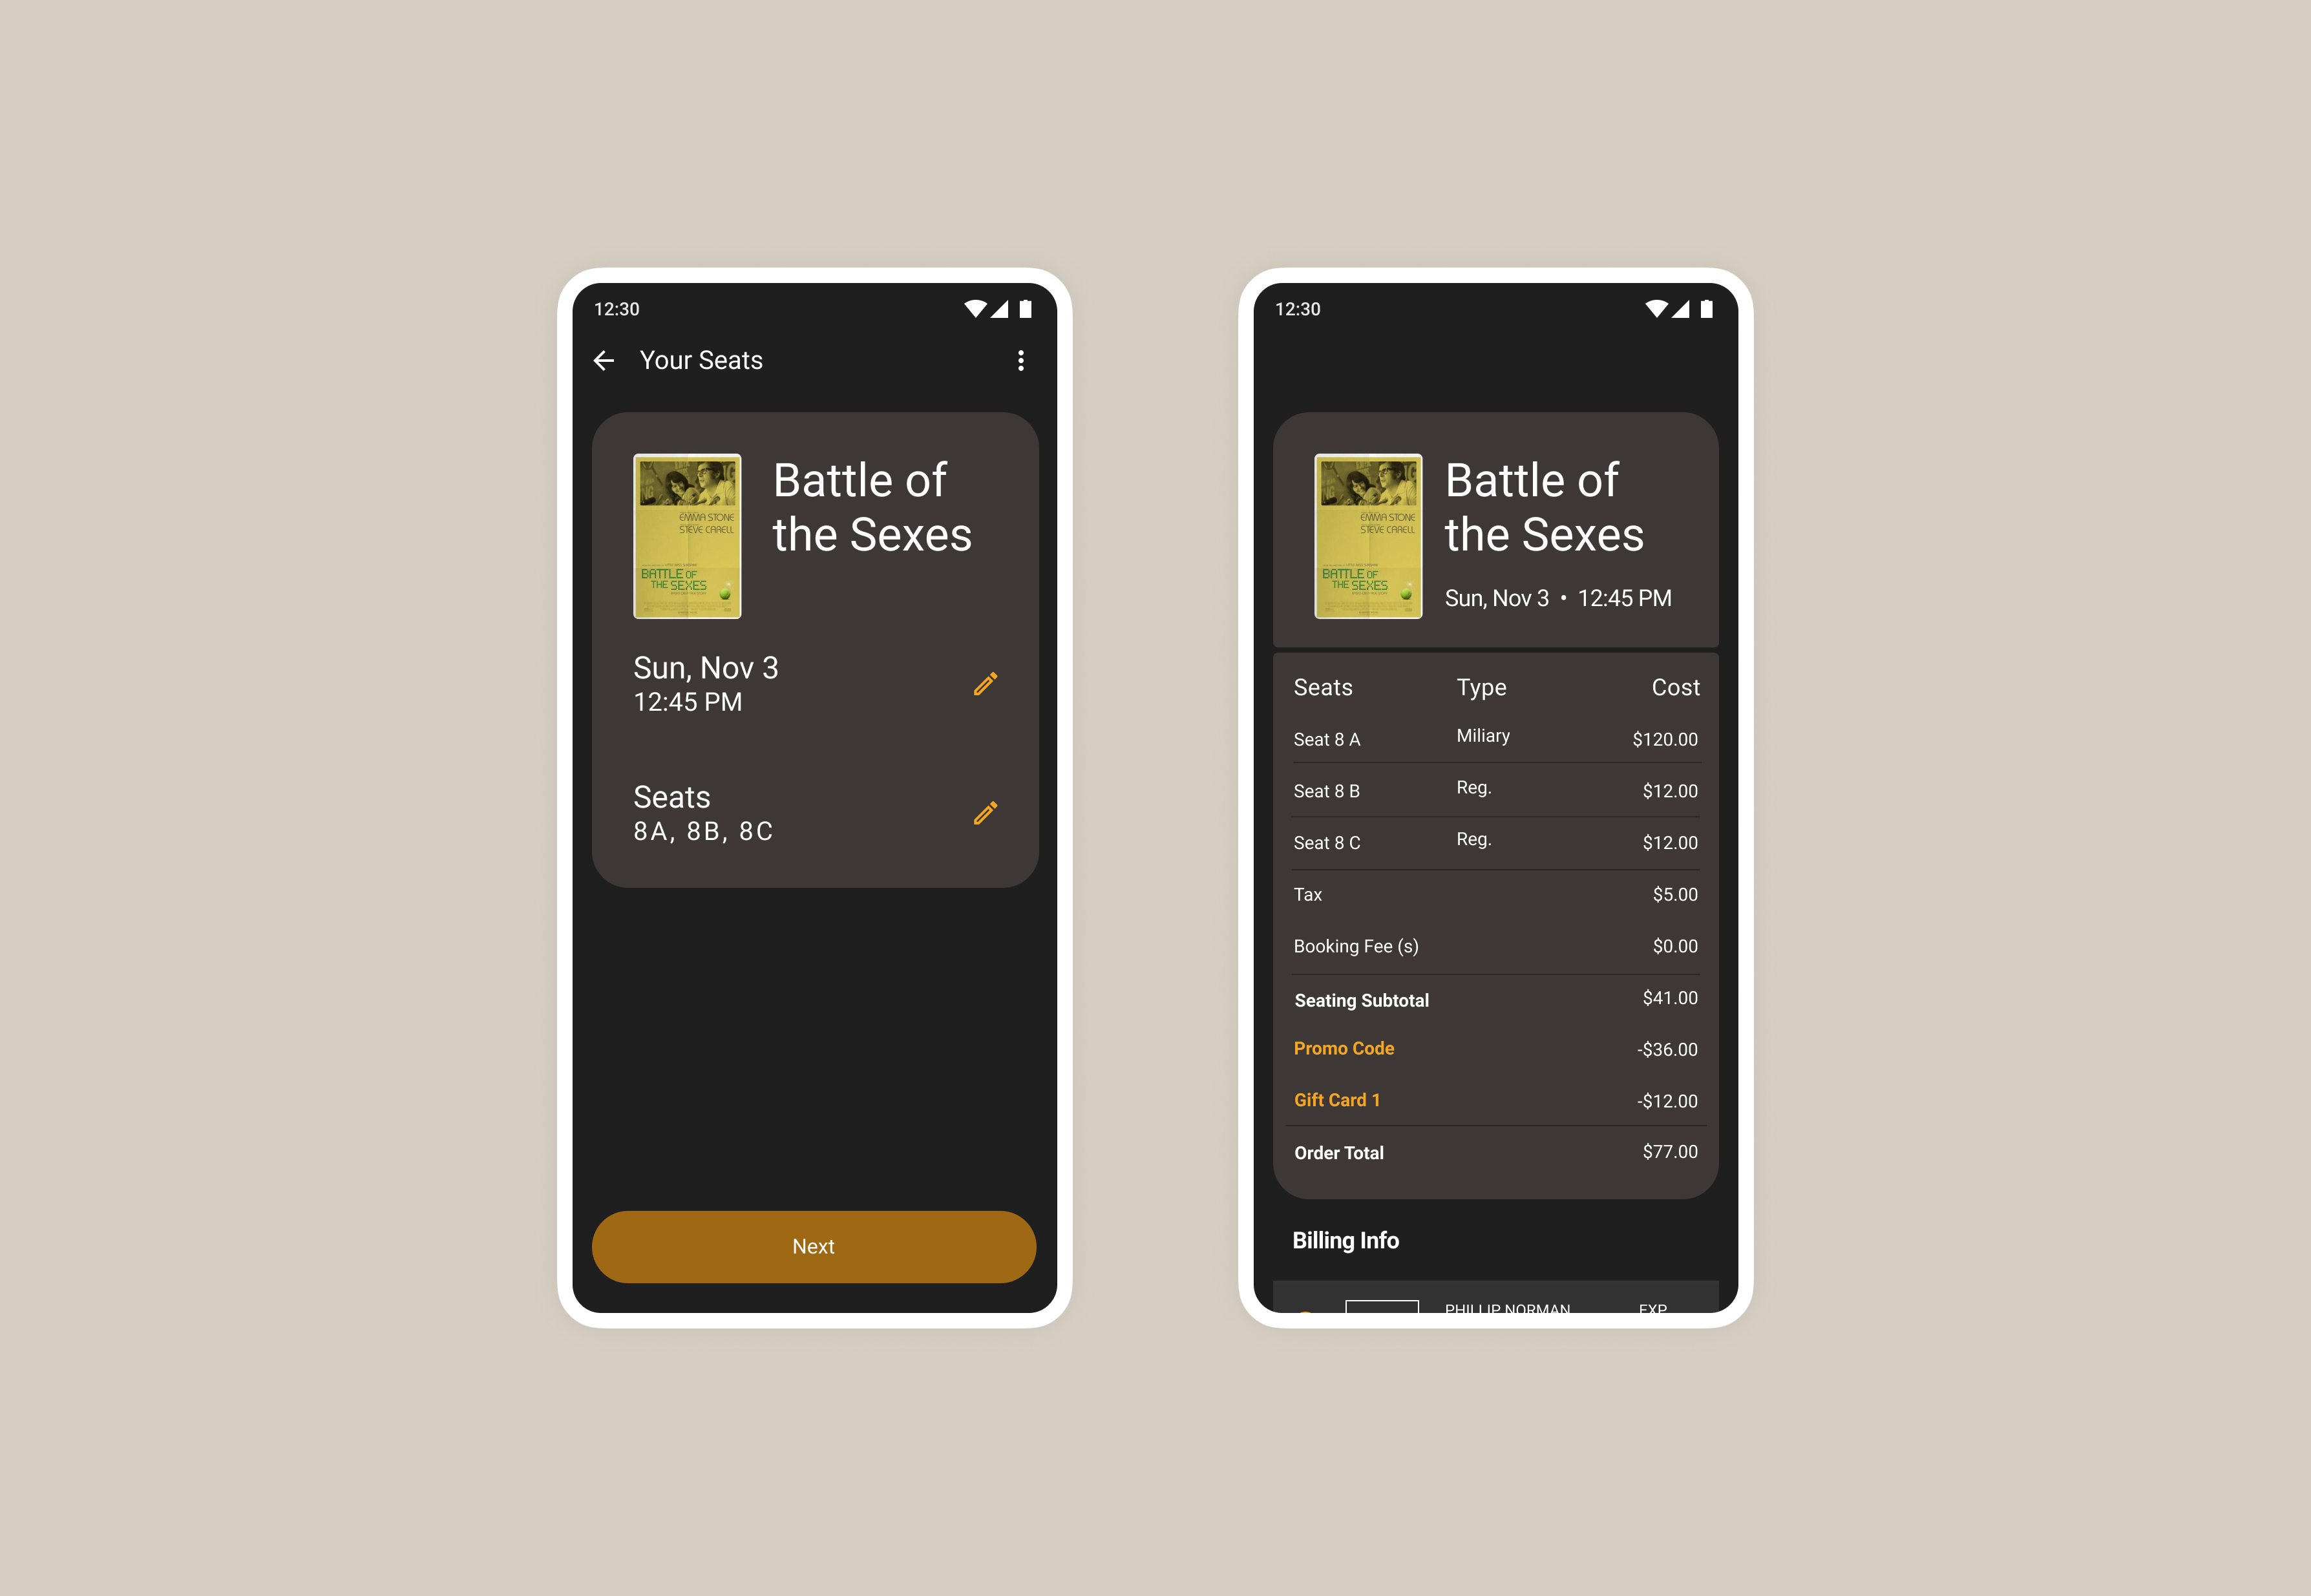 12:30
Your Seats
EMMA STONE
STEVE CARELL
BATTLE OF
THE SEXES
Battle of
the Sexes
Sun, Nov 3
12:45 PM
Seats
8A, 8B, 8C
Next
12:30
EMMA STONE
STEVE CARELL
BATTLE OF
THE SEXES
Battle of
the Sexes
Sun, Nov 3 • 12:45 PM
Seats Type Cost
Seat 8 A Miliary $120.00
Seat 8 B Reg. $12.00
Seat 8 C Reg. $12.00
Tax $5.00
Booking Fee (s) $0.00
Seating Subtotal $41.00
Promo Code -$36.00
Gift Card 1 -$12.00
Order Total $77.00
Billing Info
PHILLIP NORMAN EXP